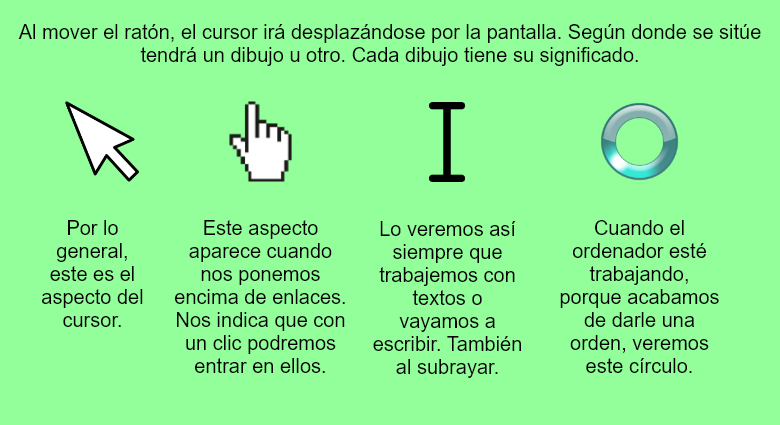 Al mover el ratón, el cursor irá desplazándose por la pantalla. Según donde se sitúe
tendrá un dibujo u otro. Cada dibujo tiene su significado.
Por lo
general,
este es el
aspecto del
cursor.
Este aspecto
aparece cuando
nos ponemos
encima de enlaces.
Nos indica que con
un clic podremos
entrar en ellos.
Lo veremos así
siempre que
trabajemos con
textos o
vayamos a
escribir. También
al subrayar.
Cuando el
ordenador esté
trabajando,
porque acabamos
de darle una
orden, veremos
este círculo.